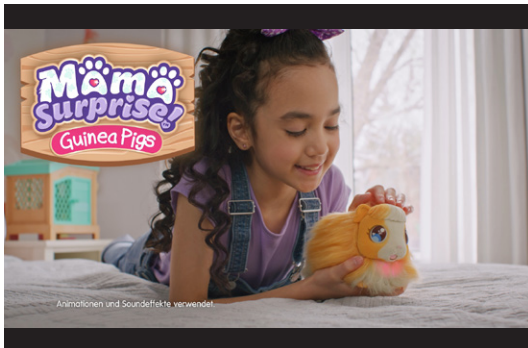 Mama
Surprise!
Guinea Pigs
Animationen und Soundeffekte verwendet.